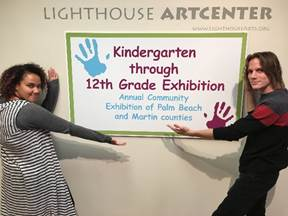 LIGHTHOUSE ARTCENTER
WWW.LIGHTHOUSEARTS.ORG
Kindergarten
through
12th Grade Exhibition
Annual Community
Exhibition of Palm Beach
and Martin counties